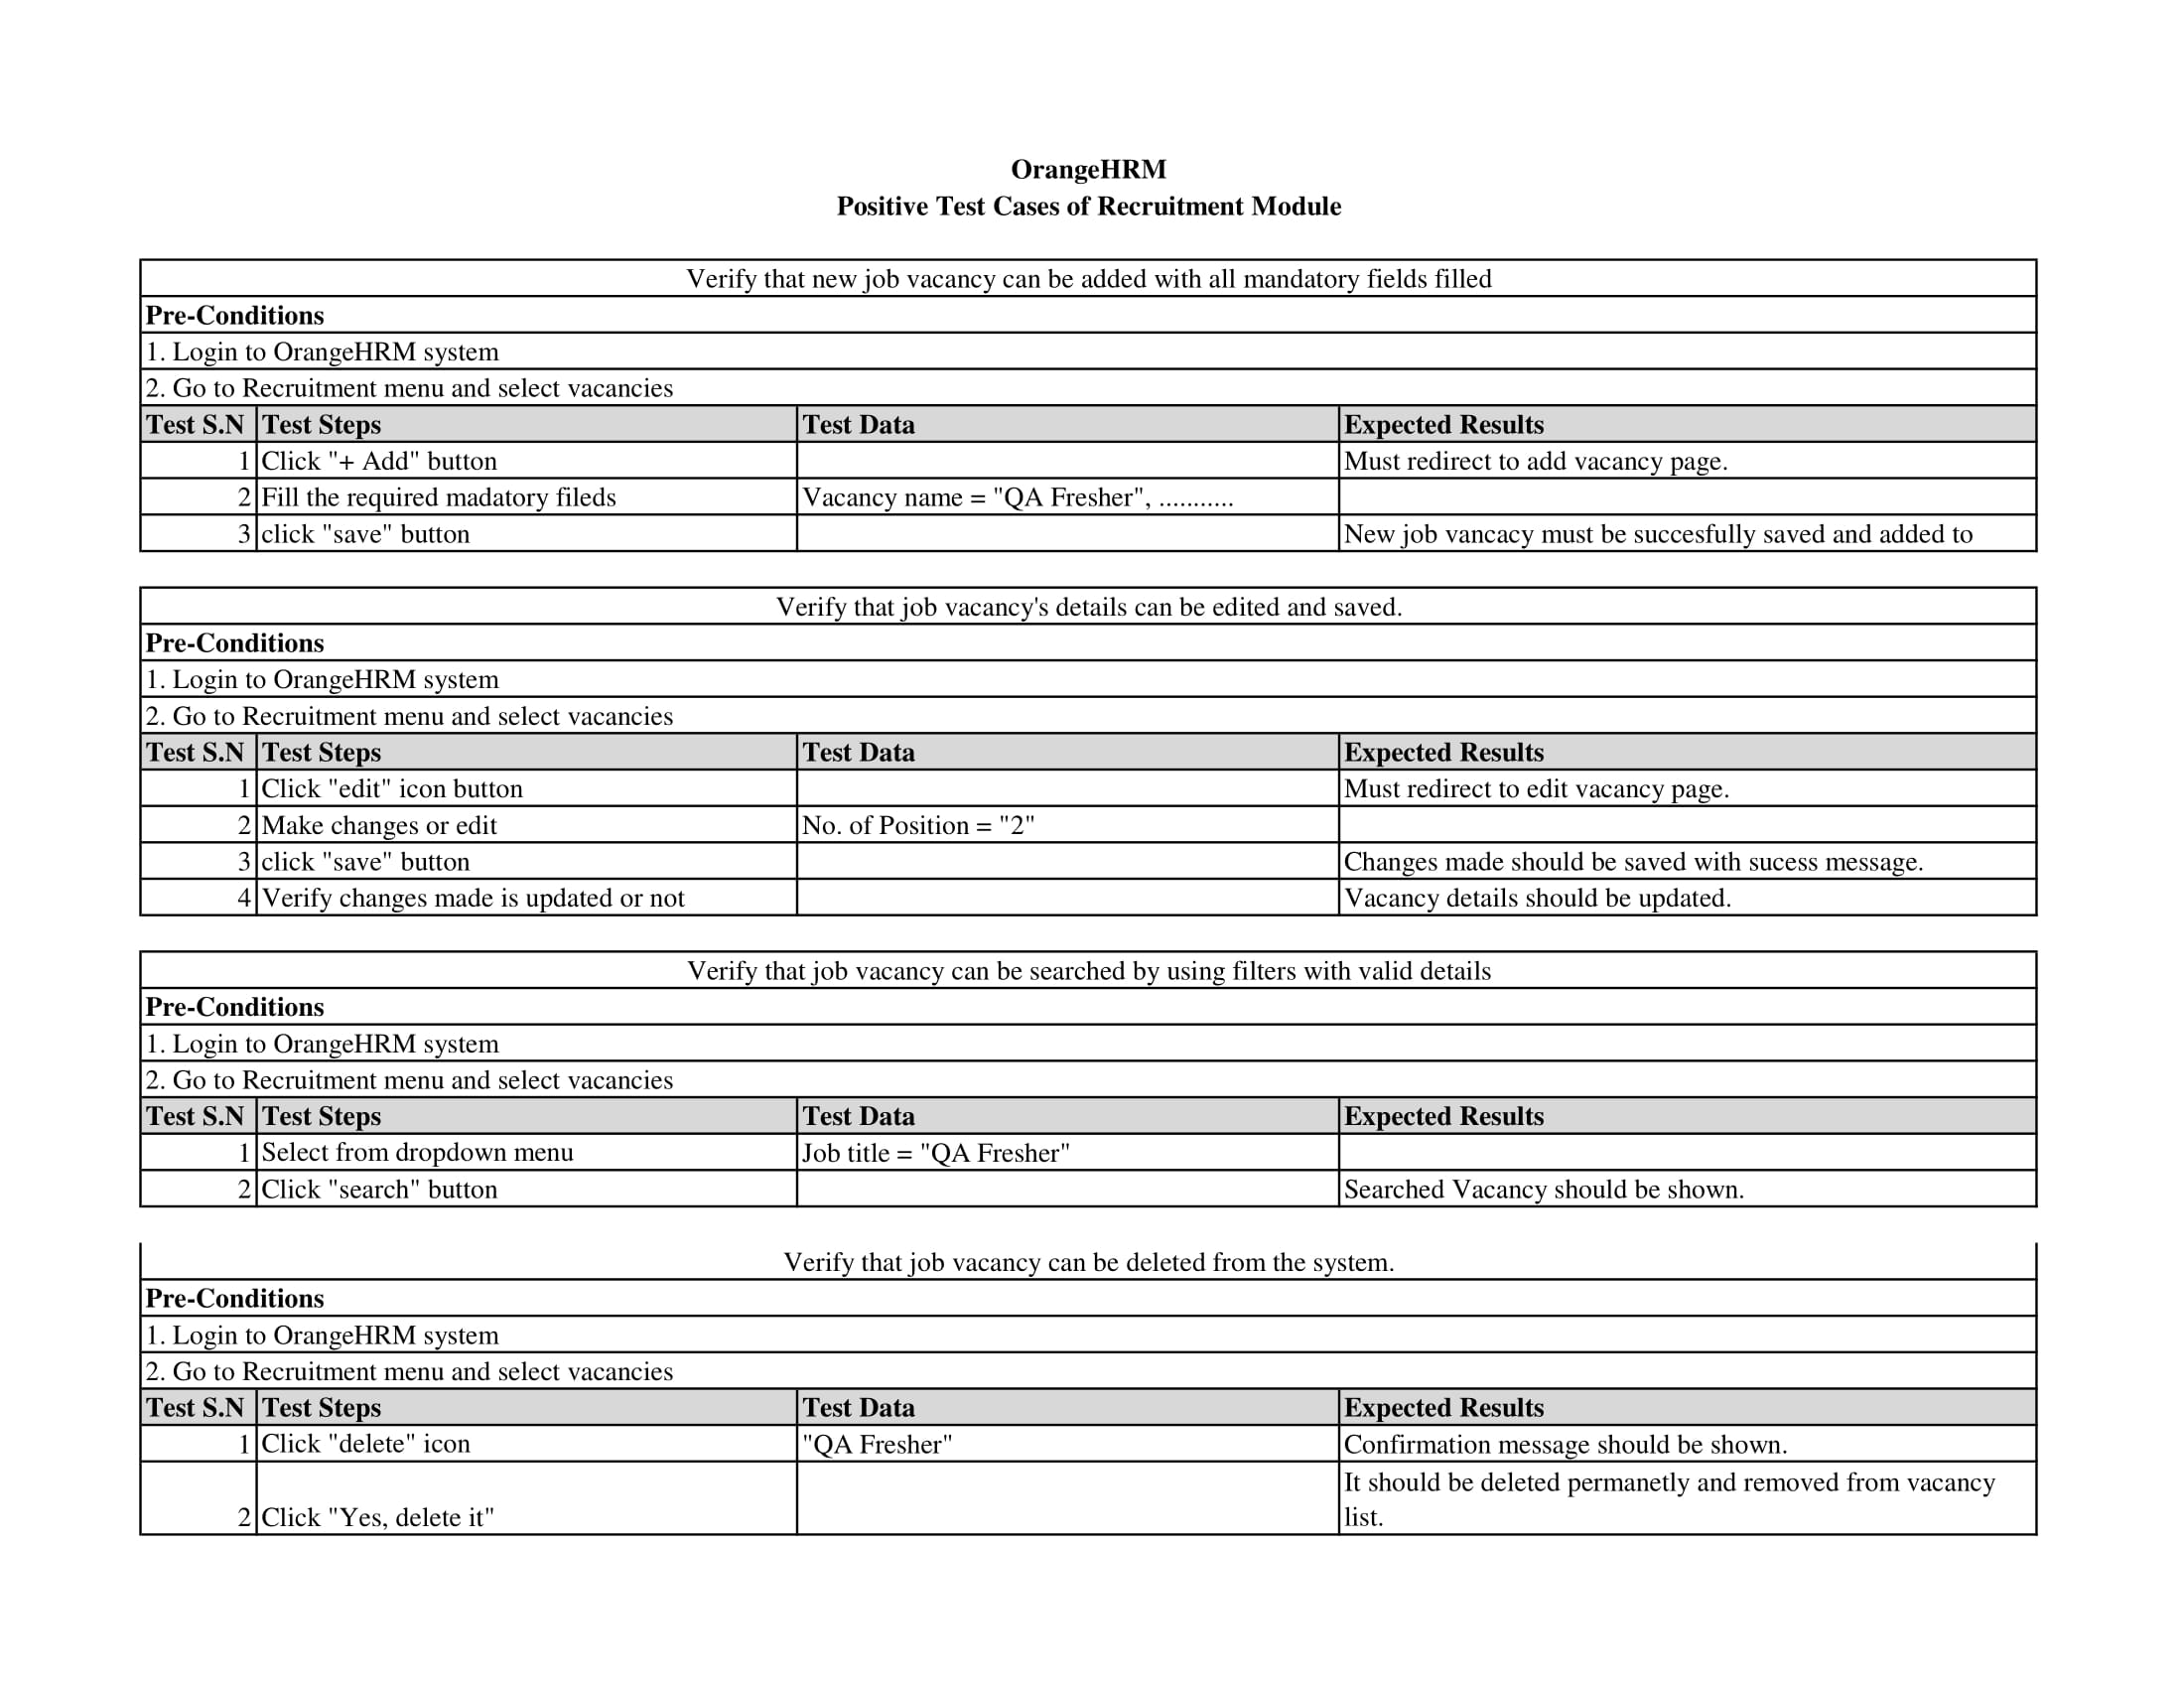 OrangeHRM
Positive Test Cases of Recruitment Module
Verify that new job vacancy can be added with all mandatory fields filled
Pre-Conditions
1. Login to OrangeHRM system
2. Go to Recruitment menu and select vacancies
Test S.N Test Steps Test Data Expected Results
1 Click "+ Add" button Must redirect to add vacancy page.
2 Fill the required madatory fileds Vacancy name = "QA Fresher", ...........
3 click "save" button New job vancacy must be succesfully saved and added to
Verify that job vacancy's details can be edited and saved.
Pre-Conditions
1. Login to OrangeHRM system
2. Go to Recruitment menu and select vacancies
Test S.N Test Steps Test Data Expected Results
1 Click "edit" icon button Must redirect to edit vacancy page.
2 Make changes or edit No. of Position = "2"
3 click "save" button Changes made should be saved with sucess message.
4 Verify changes made is updated or not Vacancy details should be updated.
Verify that job vacancy can be searched by using filters with valid details
Pre-Conditions
1. Login to OrangeHRM system
2. Go to Recruitment menu and select vacancies
Test S.N Test Steps Test Data Expected Results
1 Select from dropdown menu Job title = "QA Fresher"
2 Click "search" button Searched Vacancy should be shown.
Verify that job vacancy can be deleted from the system.
Pre-Conditions
1. Login to OrangeHRM system
2. Go to Recruitment menu and select vacancies
Test S.N Test Steps Test Data Expected Results
1 Click "delete" icon "QA Fresher" Confirmation message should be shown.
It should be deleted permanetly and removed from vacancy
2 Click "Yes, delete it" list.